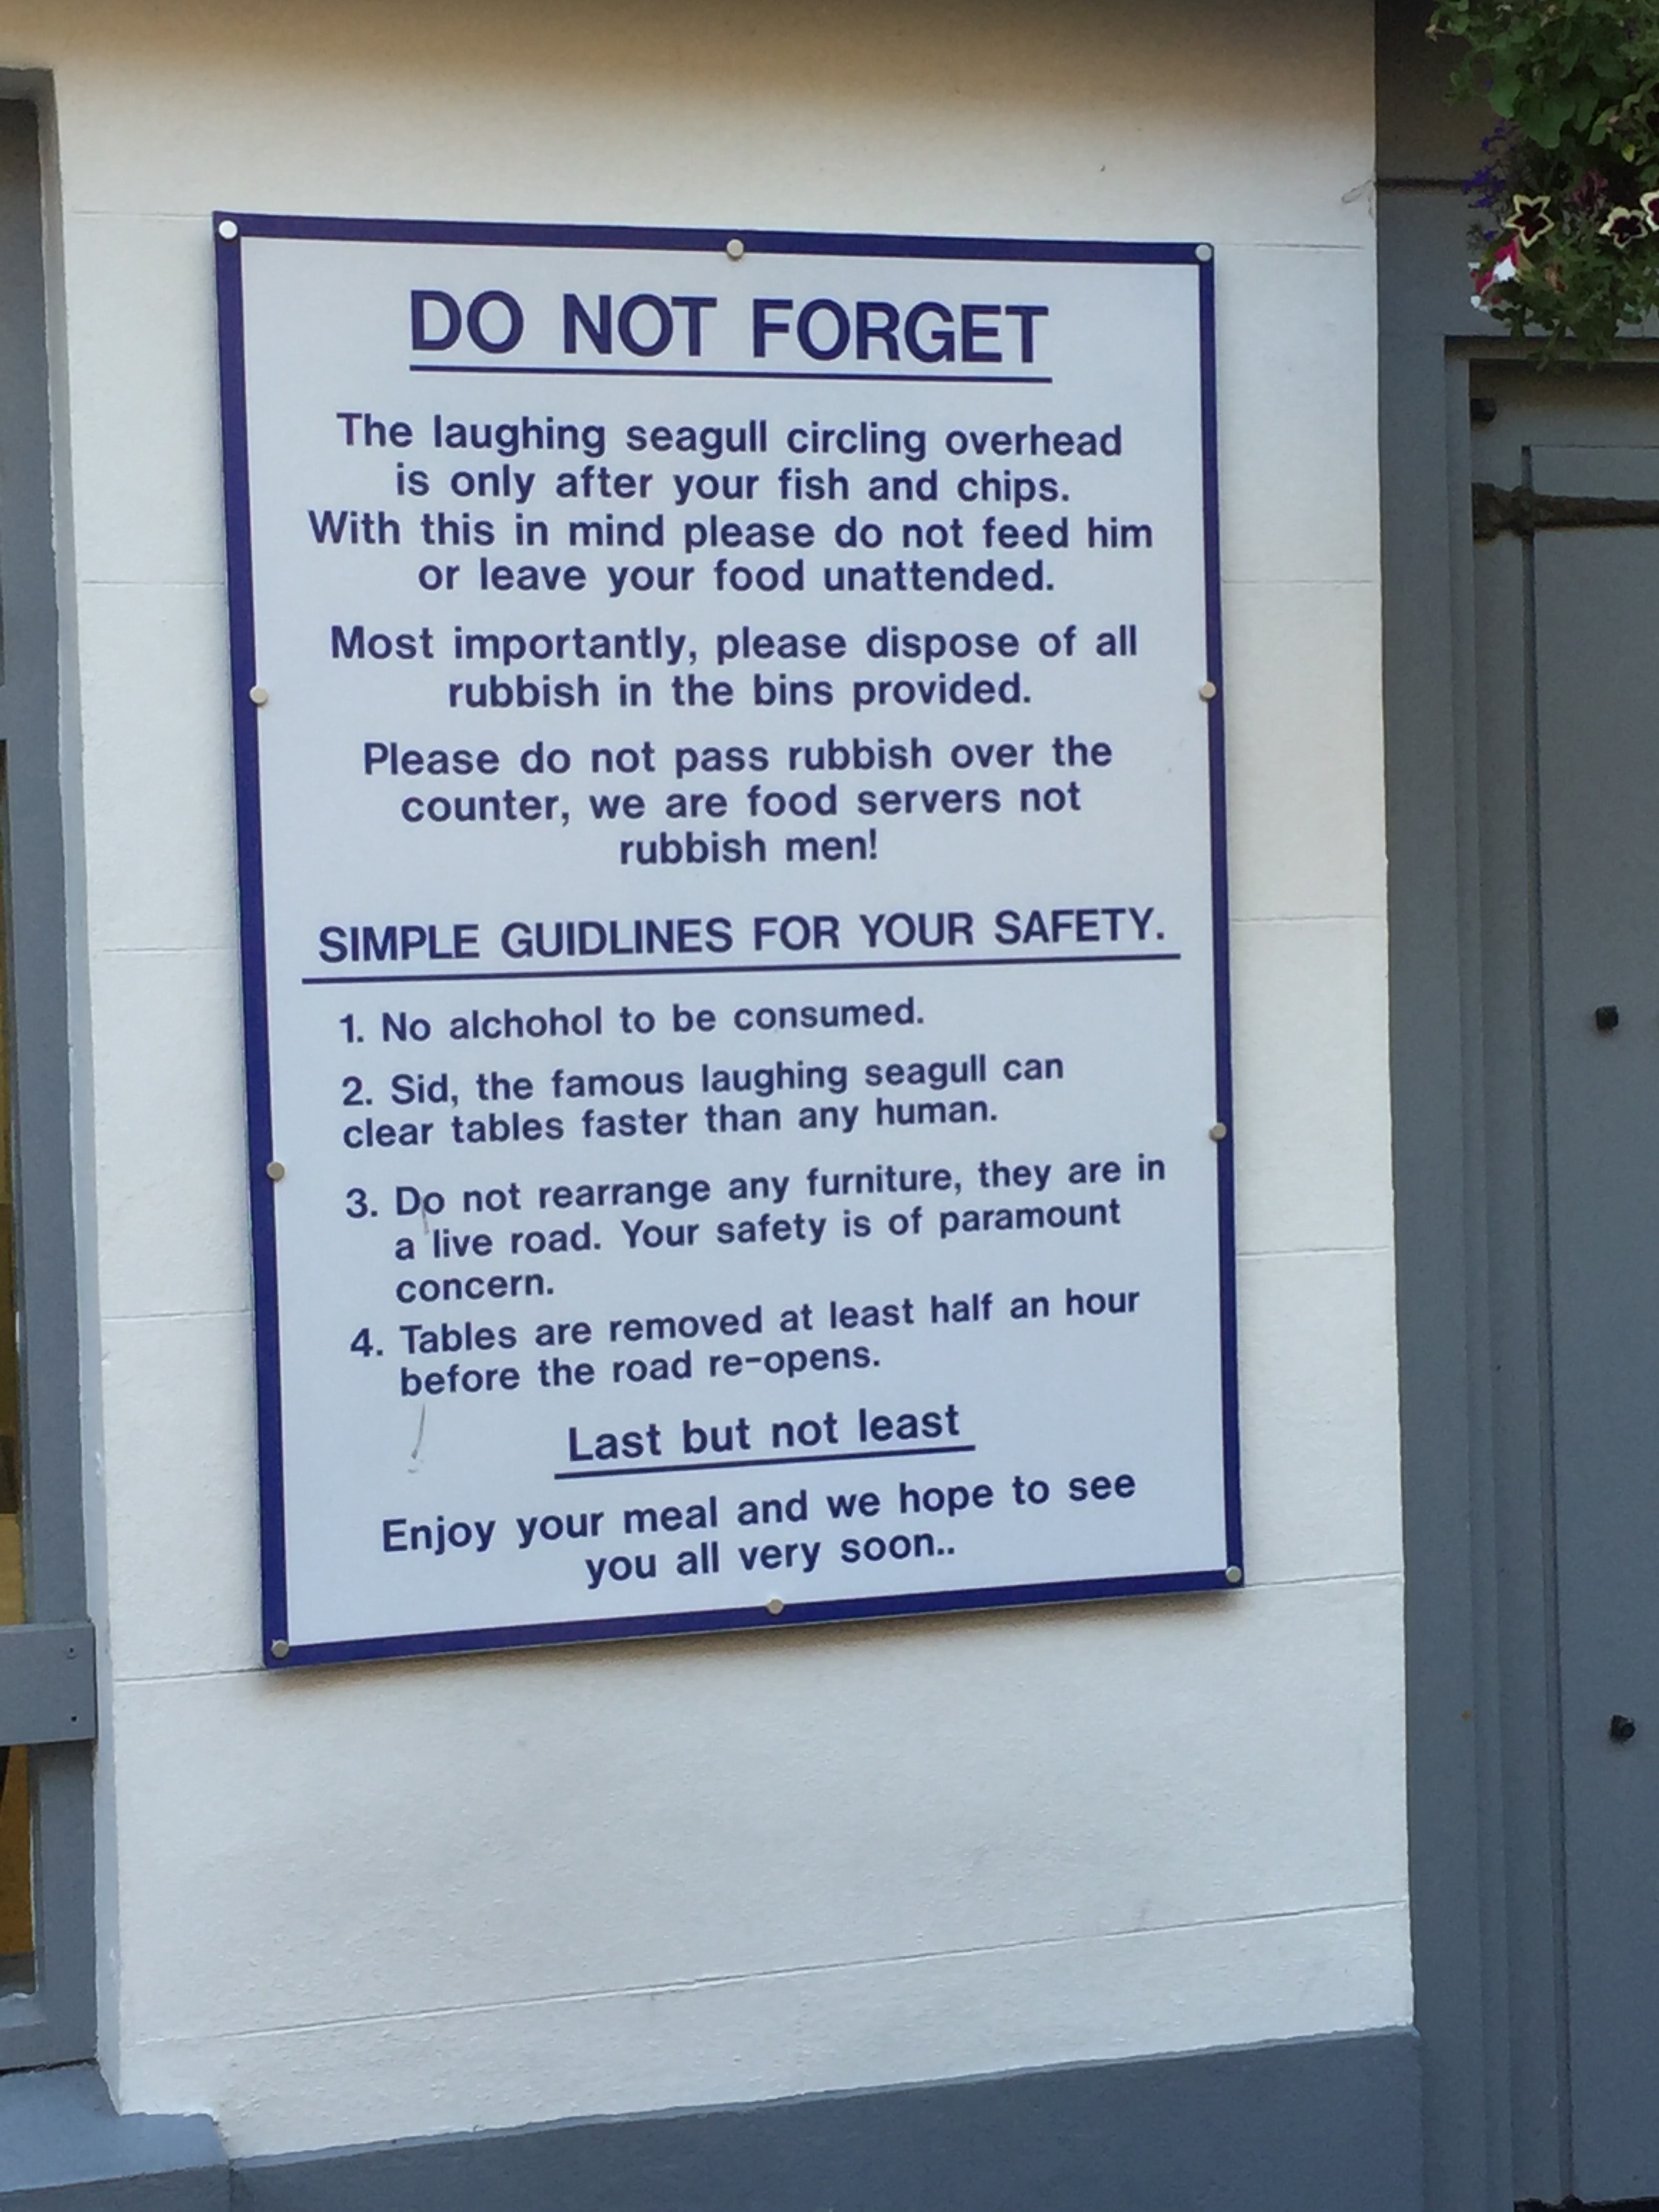 DO NOT FORGET
The laughing seagull circling overhead
is only after your fish and chips.
With this in mind please do not feed him
or leave your food unattended.
Most importantly, please dispose of all
rubbish in the bins provided.
Please do not pass rubbish over the
counter, we are food servers not
rubbish men!
SIMPLE GUIDLINES FOR YOUR SAFETY.
1. No alchohol to be consumed.
2. Sid, the famous laughing seagull can
clear tables faster than any human.
3. Do not rearrange any furniture, they are in
a live road. Your safety is of paramount
concern.
4. Tables are removed at least half an hour
before the road re-opens.
Last but not least
Enjoy your meal and we hope to see
you all very soon..